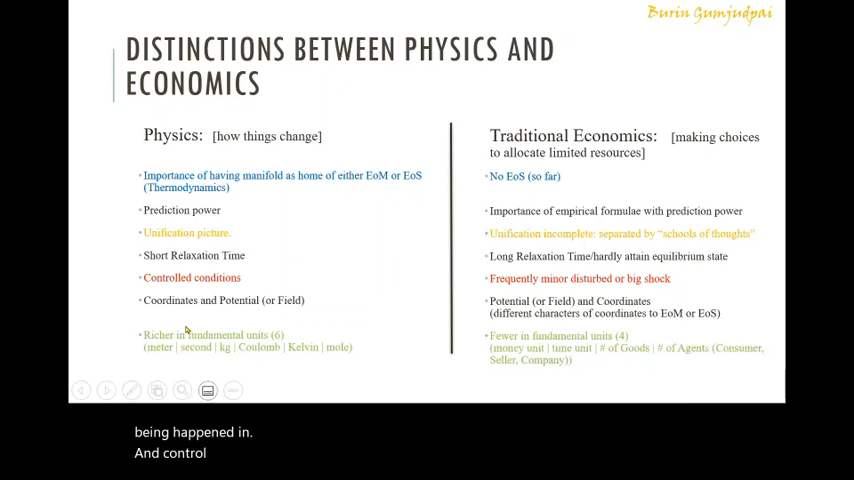 Burin Gumjudpai
DISTINCTIONS BETWEEN PHYSICS AND
ECONOMICS
Physics: [how things change]
•Importance of having manifold as home of either EoM or EoS
(Thermodynamics)
•Prediction power
•Unification picture.
•Short Relaxation Time
•Controlled conditions
•Coordinates and Potential (or Field)
•Richer in fundamental units (6)
(meter | second | kg | Coulomb | Kelvin | mole)
Traditional Economics: [making choices
to allocate limited resources]
•No EoS (so far)
•Importance of empirical formulae with prediction power
•Unification incomplete: separated by “schools of thoughts”
•Long Relaxation Time/hardly attain equilibrium state
•Frequently minor disturbed or big shock
•Potential (or Field) and Coordinates
(different characters of coordinates to EoM or EoS)
•Fewer in fundamental units (4)
(money unit | time unit | # of Goods | # of Agents (Consumer,
Seller, Company))
being happened in.
And control